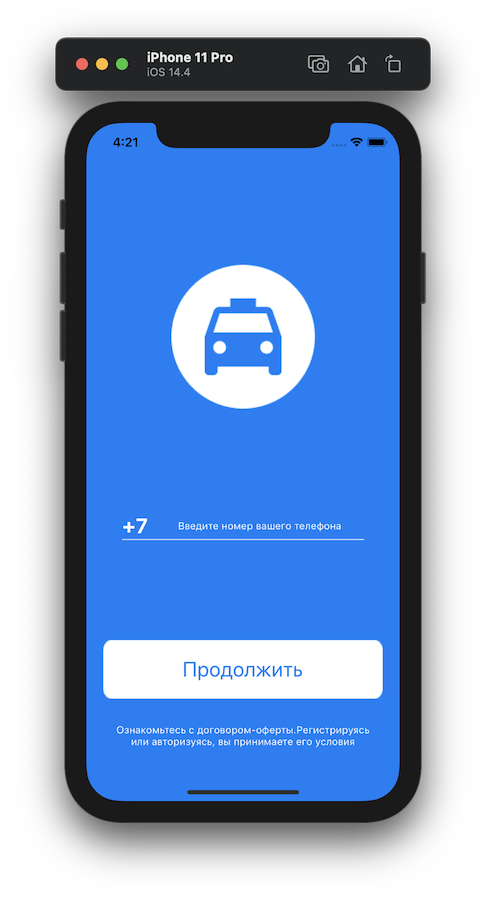 iPhone 11 Pro
iOS 14.4
4:21
+7 Введите номер вашего телефона
Продолжить
Ознакомьтесь с договором-оферты.Регистрируясь
или авторизуясь, вы принимаете его условия